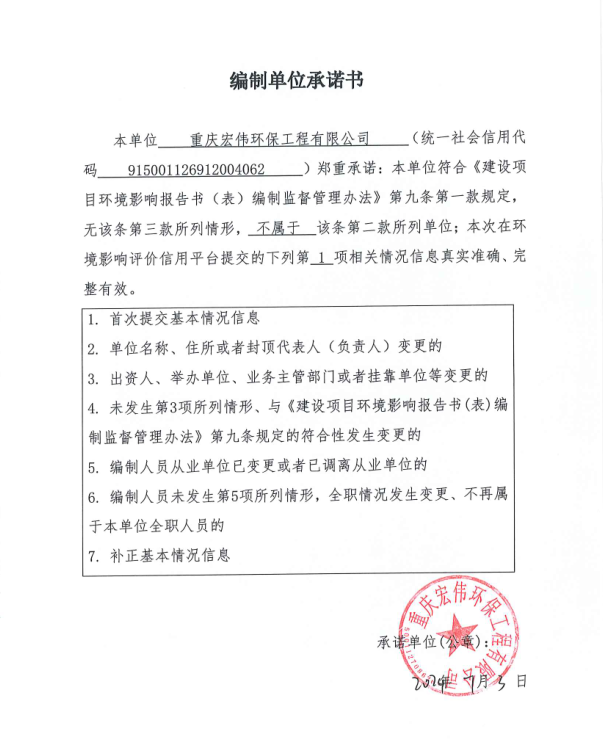 编制单位承诺书
本单位 重庆宏伟环保工程有限公司 （统一社会信用代
码 915001126912004062 ）郑重承诺：本单位符合《建设项
目环境影响报告书（表）编制监督管理办法》第九条第一款规定，
无该条第三款所列情形，不属于 该条第二款所列单位；本次在环
境影响评价信用平台提交的下列第 1 项相关情况信息真实准确、完
整有效。
1. 首次提交基本情况信息
2. 单位名称、住所或者封顶代表人（负责人）变更的
3. 出资人、举办单位、业务主管部门或者挂靠单位等变更的
4. 未发生第3项所列情形、与《建设项目环境影响报告书(表)编
制监督管理办法》第九条规定的符合性发生变更的
5. 编制人员从业单位已变更或者已调离从业单位的
6. 编制人员未发生第5项所列情形，全职情况发生变更、不再属
于本单位全职人员的
7. 补正基本情况信息
重庆宏伟环保工程有限公司
承诺单位(公章)：
2024年 7月 3 日